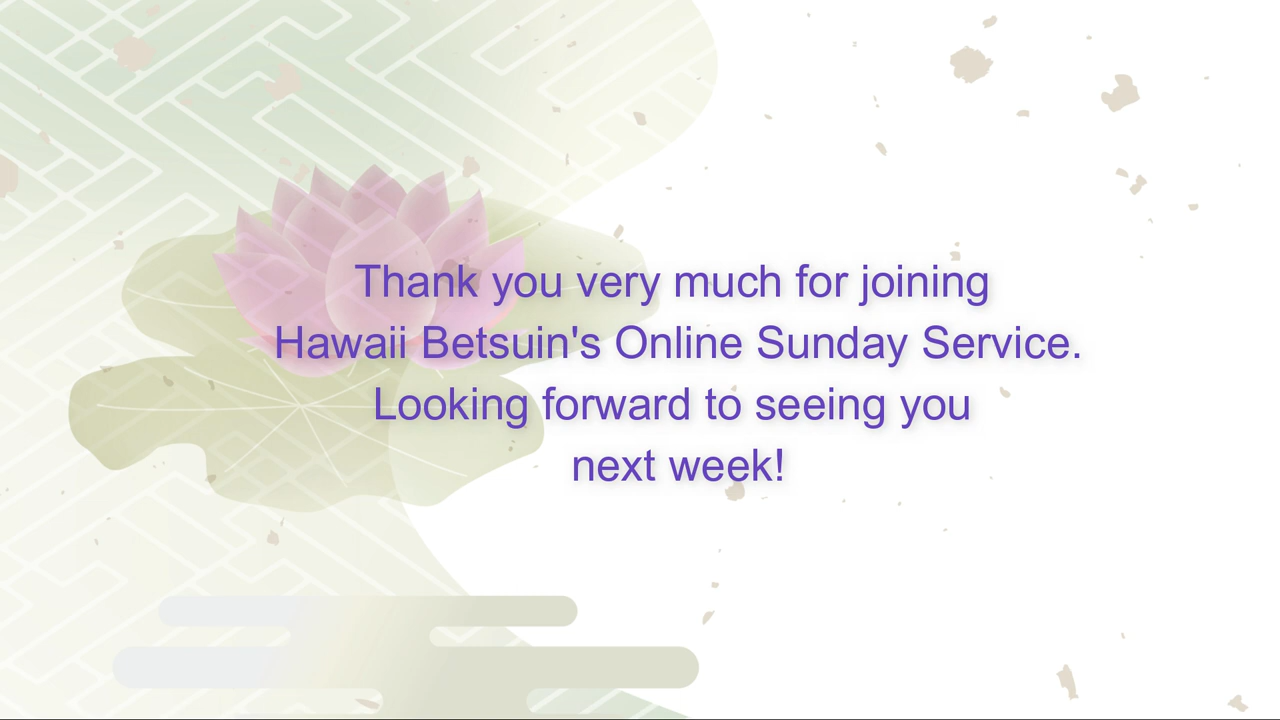 Thank you very much for joining
Hawaii Betsuin's Online Sunday Service.
Looking forward to seeing you
next week!